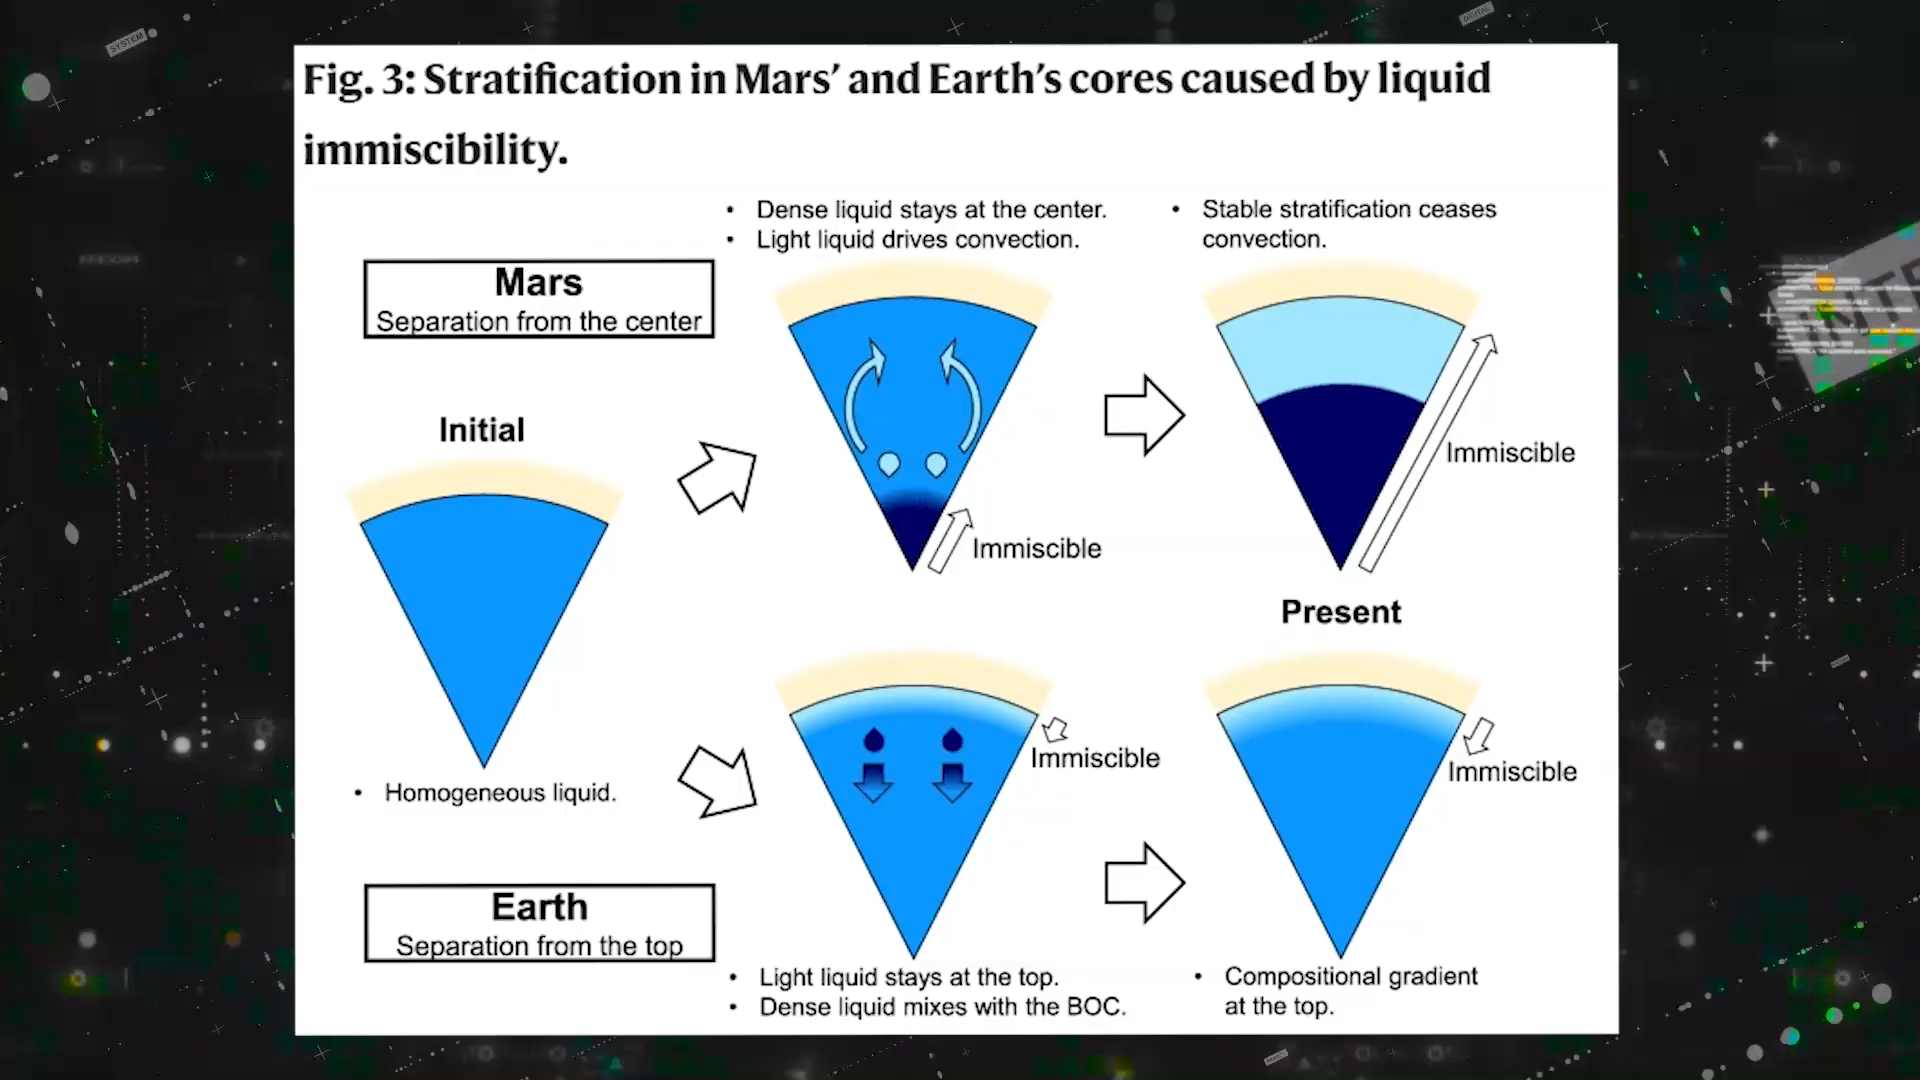 SYSTEM
DIGITAL
Fig. 3: Stratification in Mars’ and Earth’s cores caused by liquid
immiscibility.
• Dense liquid stays at the center.
• Light liquid drives convection.
• Stable stratification ceases
convection.
Mars
Separation from the center
Initial
Immiscible
Immiscible
Present
• Homogeneous liquid.
Immiscible
Immiscible
Earth
Separation from the top
• Light liquid stays at the top.
• Dense liquid mixes with the BOC.
• Compositional gradient
at the top.